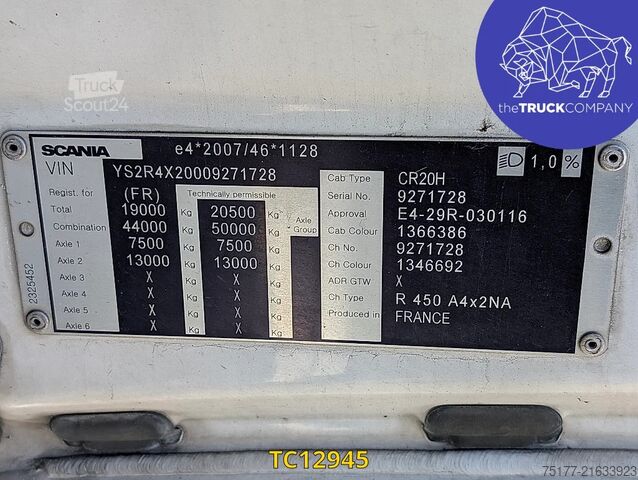 Truck
Scout24
theTRUCKCOMPANY
SCANIA e4*2007/46*1128 1,0%
VIN YS2R4X20009271728
Regist. for (FR) Technically permissible
Total 19000 Kg 20500 Kg Axle Group
Combination 44000 Kg 50000 Kg
Axle 1 7500 Kg 7500 Kg
Axle 2 13000 Kg 13000 Kg
Axle 3 X Kg X Kg
Axle 4 X Kg X Kg
Axle 5 X Kg X Kg
Axle 6 X Kg X Kg
Cab Type CR20H
Serial No. 9271728
Approval E4-29R-030116
Cab Colour 1366386
Ch No. 9271728
Ch Colour 1346692
ADR GTW X
Ch Type R 450 A4x2NA
Produced in FRANCE
2325452
TC12945
75177-21633923